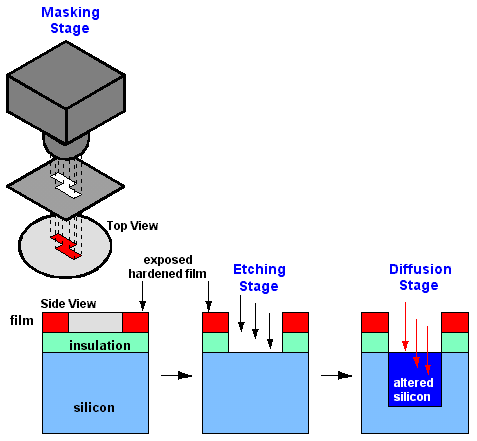 Masking
Stage
Top View
exposed
hardened film
Etching
Stage
Diffusion
Stage
Side View
film
insulation
silicon
altered
silicon